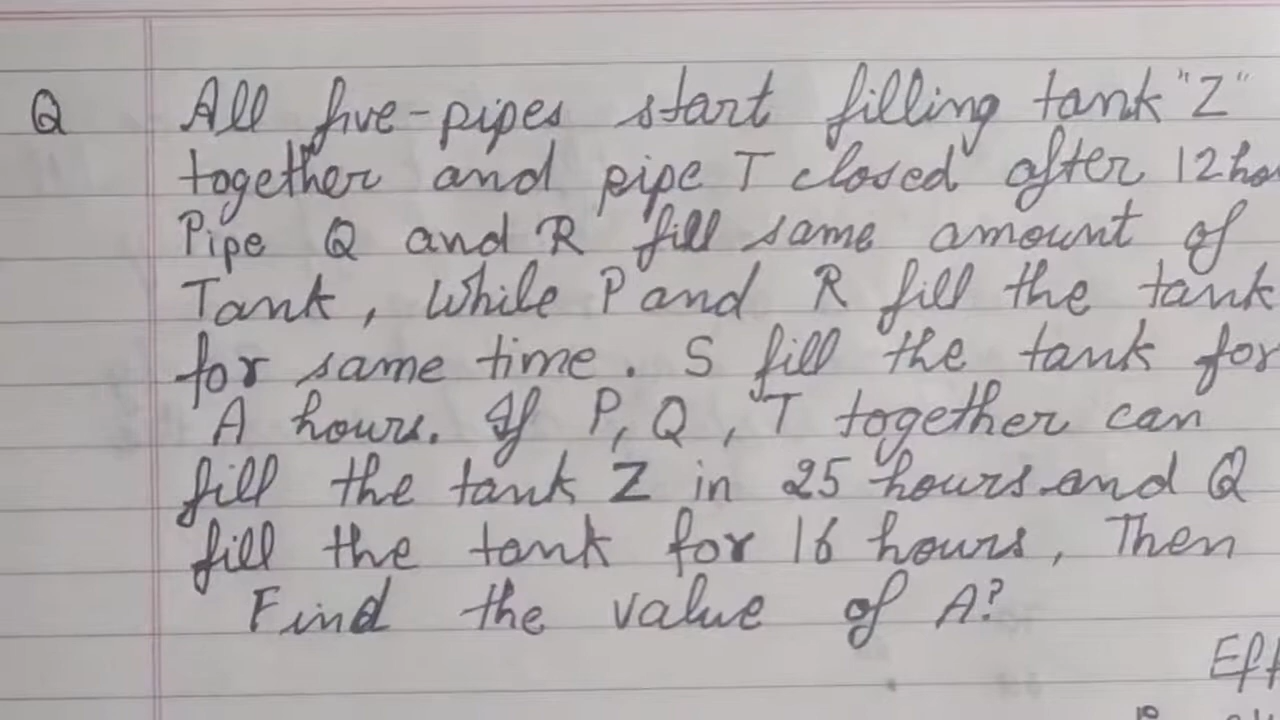 Q All five-pipes start filling tank "Z"
together and pipe T closed after 12 ho
Pipe Q and R fill same amount of
Tank, While P and R fill the tank
for same time. S fill the tank for
A hours. If P, Q, T together can
fill the tank Z in 25 hours and Q
fill the tank for 16 hours, Then
Find the value of A?
Eff